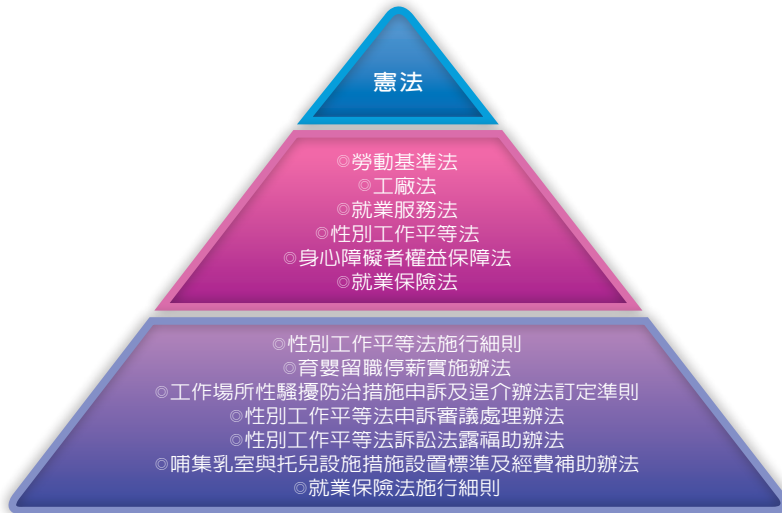 憲法
◎勞動基準法
◎工廠法
◎就業服務法
◎性別工作平等法
◎身心障礙者權益保障法
◎就業保險法
◎性別工作平等法施行細則
◎育嬰留職停薪實施辦法
◎工作場所性騷擾防治措施申訴及逞介辦法訂定準則
◎性別工作平等法申訴審議處理辦法
◎性別工作平等法訴訟法露福助辦法
◎哺集乳室與托兒設施措施設置標準及經費補助辦法
◎就業保險法施行細則